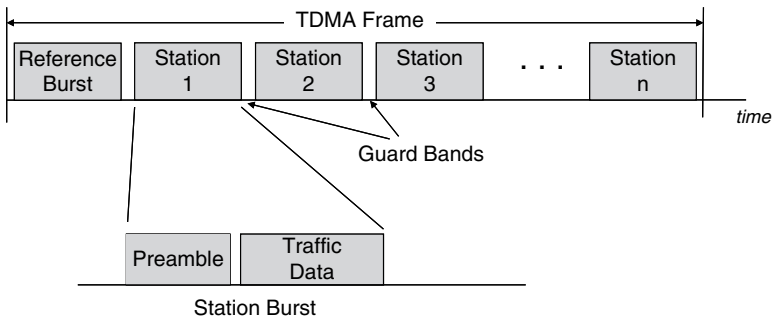 TDMA Frame
Reference
Burst
Station
1
Station
2
Station
3
. . .
Station
n
time
Guard Bands
Preamble
Traffic
Data
Station Burst